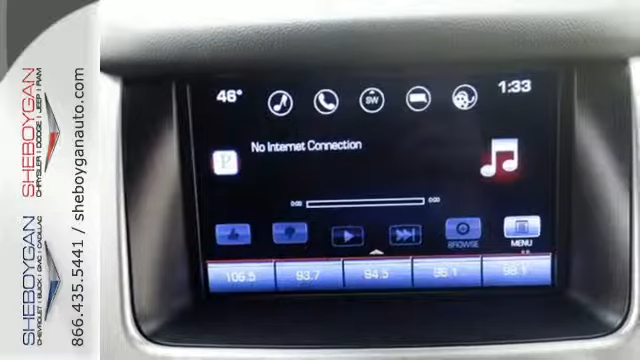 SHEBOYGAN
CHRYSLER | DODGE | JEEP | RAM
SHEBOYGAN
CHEVROLET | BUICK | GMC | CADILLAC
866.435.5441 / sheboyganauto.com
46° SW 1:33
No Internet Connection
P
0:00 0:00
BROWSE MENU
106.5 93.7 94.5 96.1 98.1